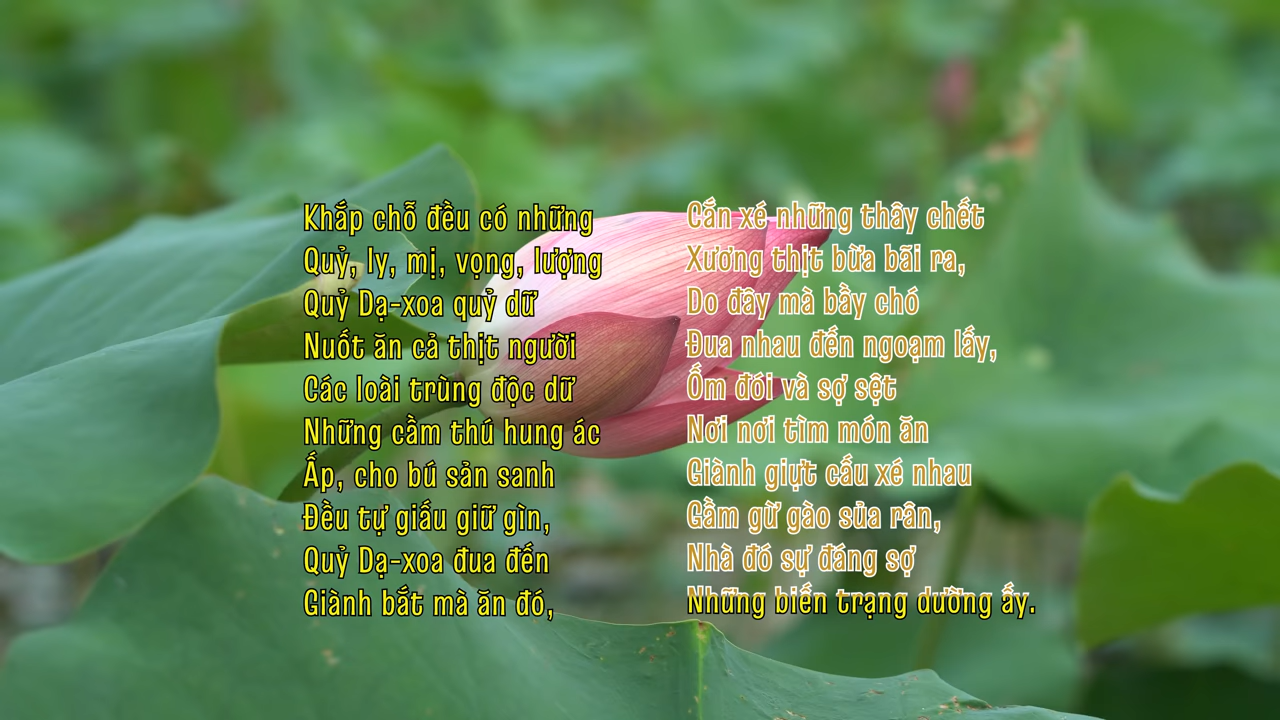 Khắp chỗ đều có những
Quỷ, ly, mị, vọng, lượng
Quỷ Dạ-xoa quỷ dữ
Nuốt ăn cả thịt người
Các loài trùng độc dữ
Những cầm thú hung ác
Ấp, cho bú sản sanh
Đều tự giấu giữ gìn,
Quỷ Dạ-xoa đua đến
Giành bắt mà ăn đó,
Cắn xé những thây chết
Xương thịt bừa bãi ra,
Do đây mà bầy chó
Đua nhau đến ngoạm lấy,
Ốm đói và sợ sệt
Nơi nơi tìm món ăn
Giành giựt cấu xé nhau
Gầm gừ gào sủa rân,
Nhà đó sự đáng sợ
Những biến trạng dường ấy.